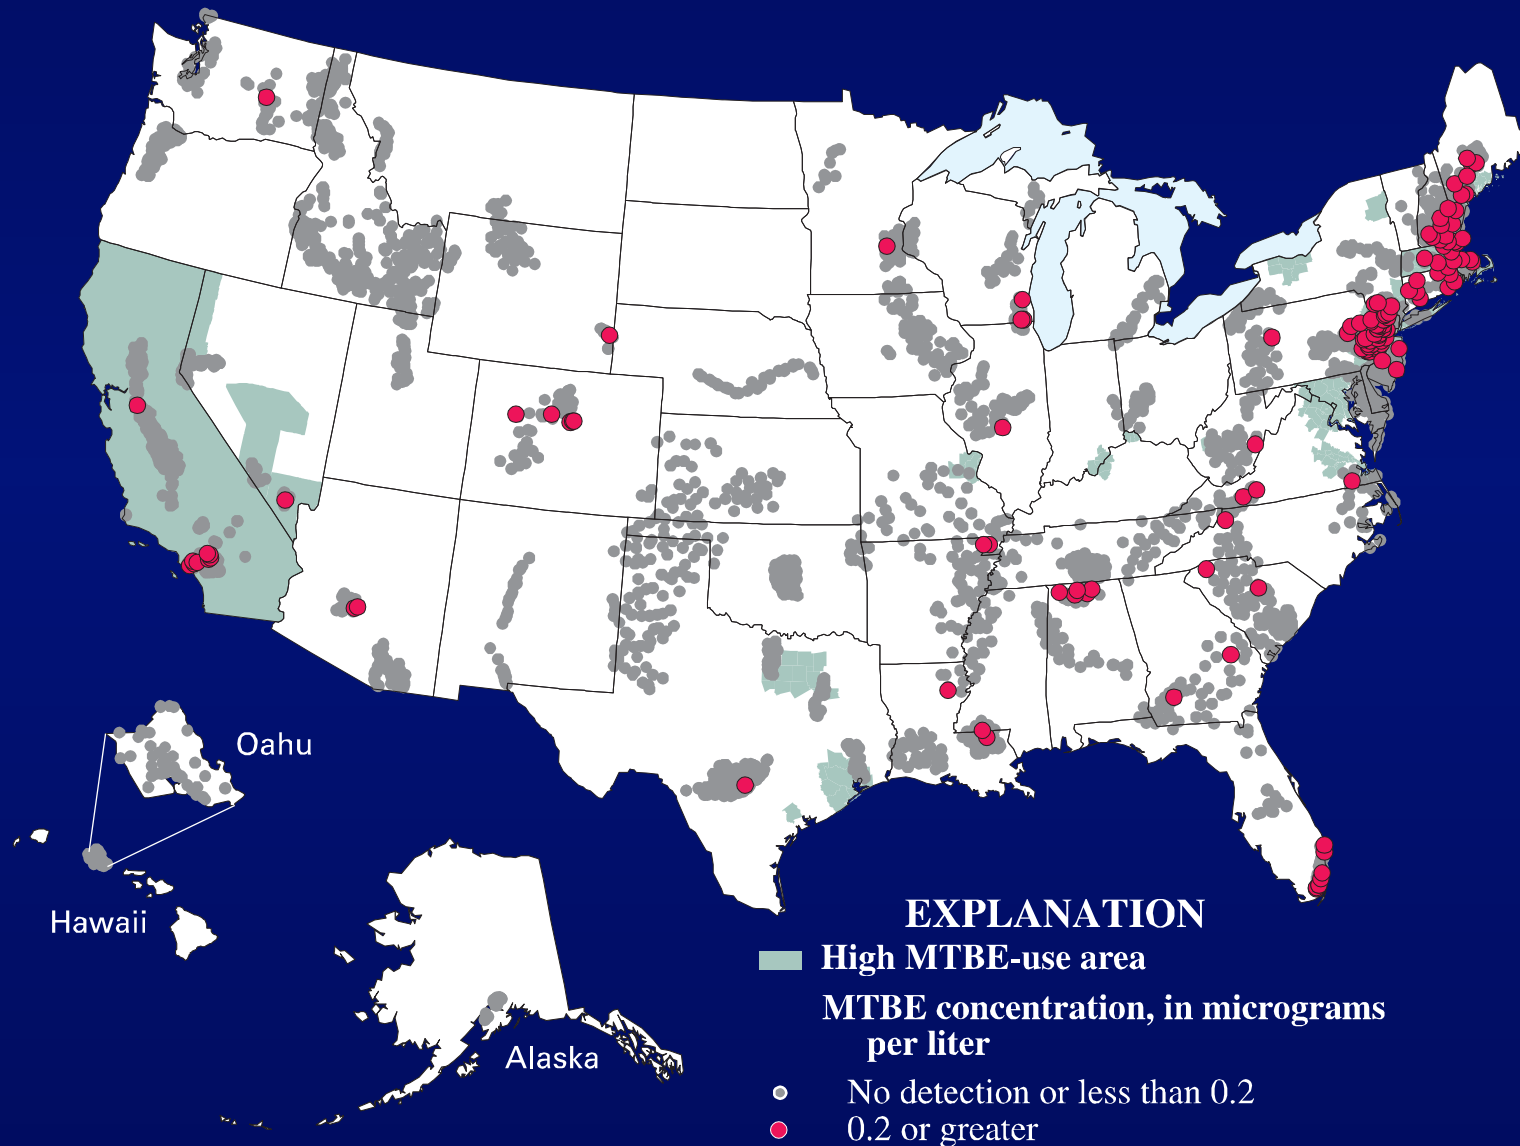 Oahu
Hawaii
Alaska
EXPLANATION
High MTBE-use area
MTBE concentration, in micrograms
per liter
No detection or less than 0.2
0.2 or greater